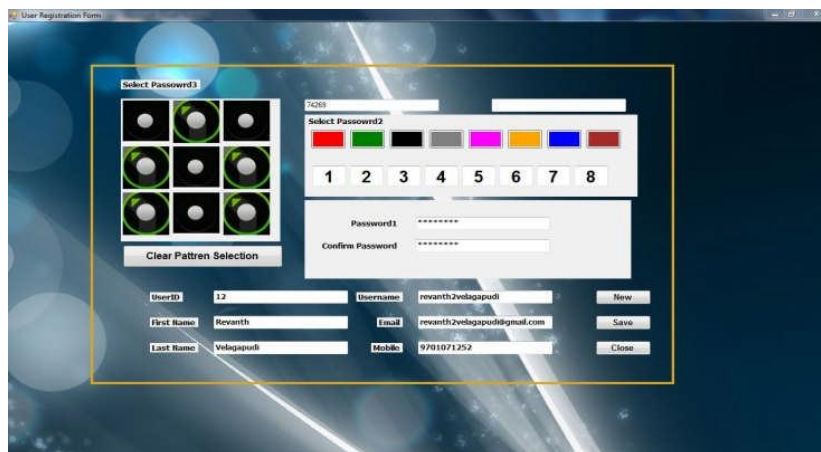 User Registration Form
Select Passowrd3
74269
Select Passowrd2
1 2 3 4 5 6 7 8
Password1 ********
Confirm Password ********
Clear Pattren Selection
UserID 12 Username revanth2velagapudi New
First Name Revanth Email revanth2velagapudi@gmail.com Save
Last Name Velagapudi Mobile 9701071252 Close